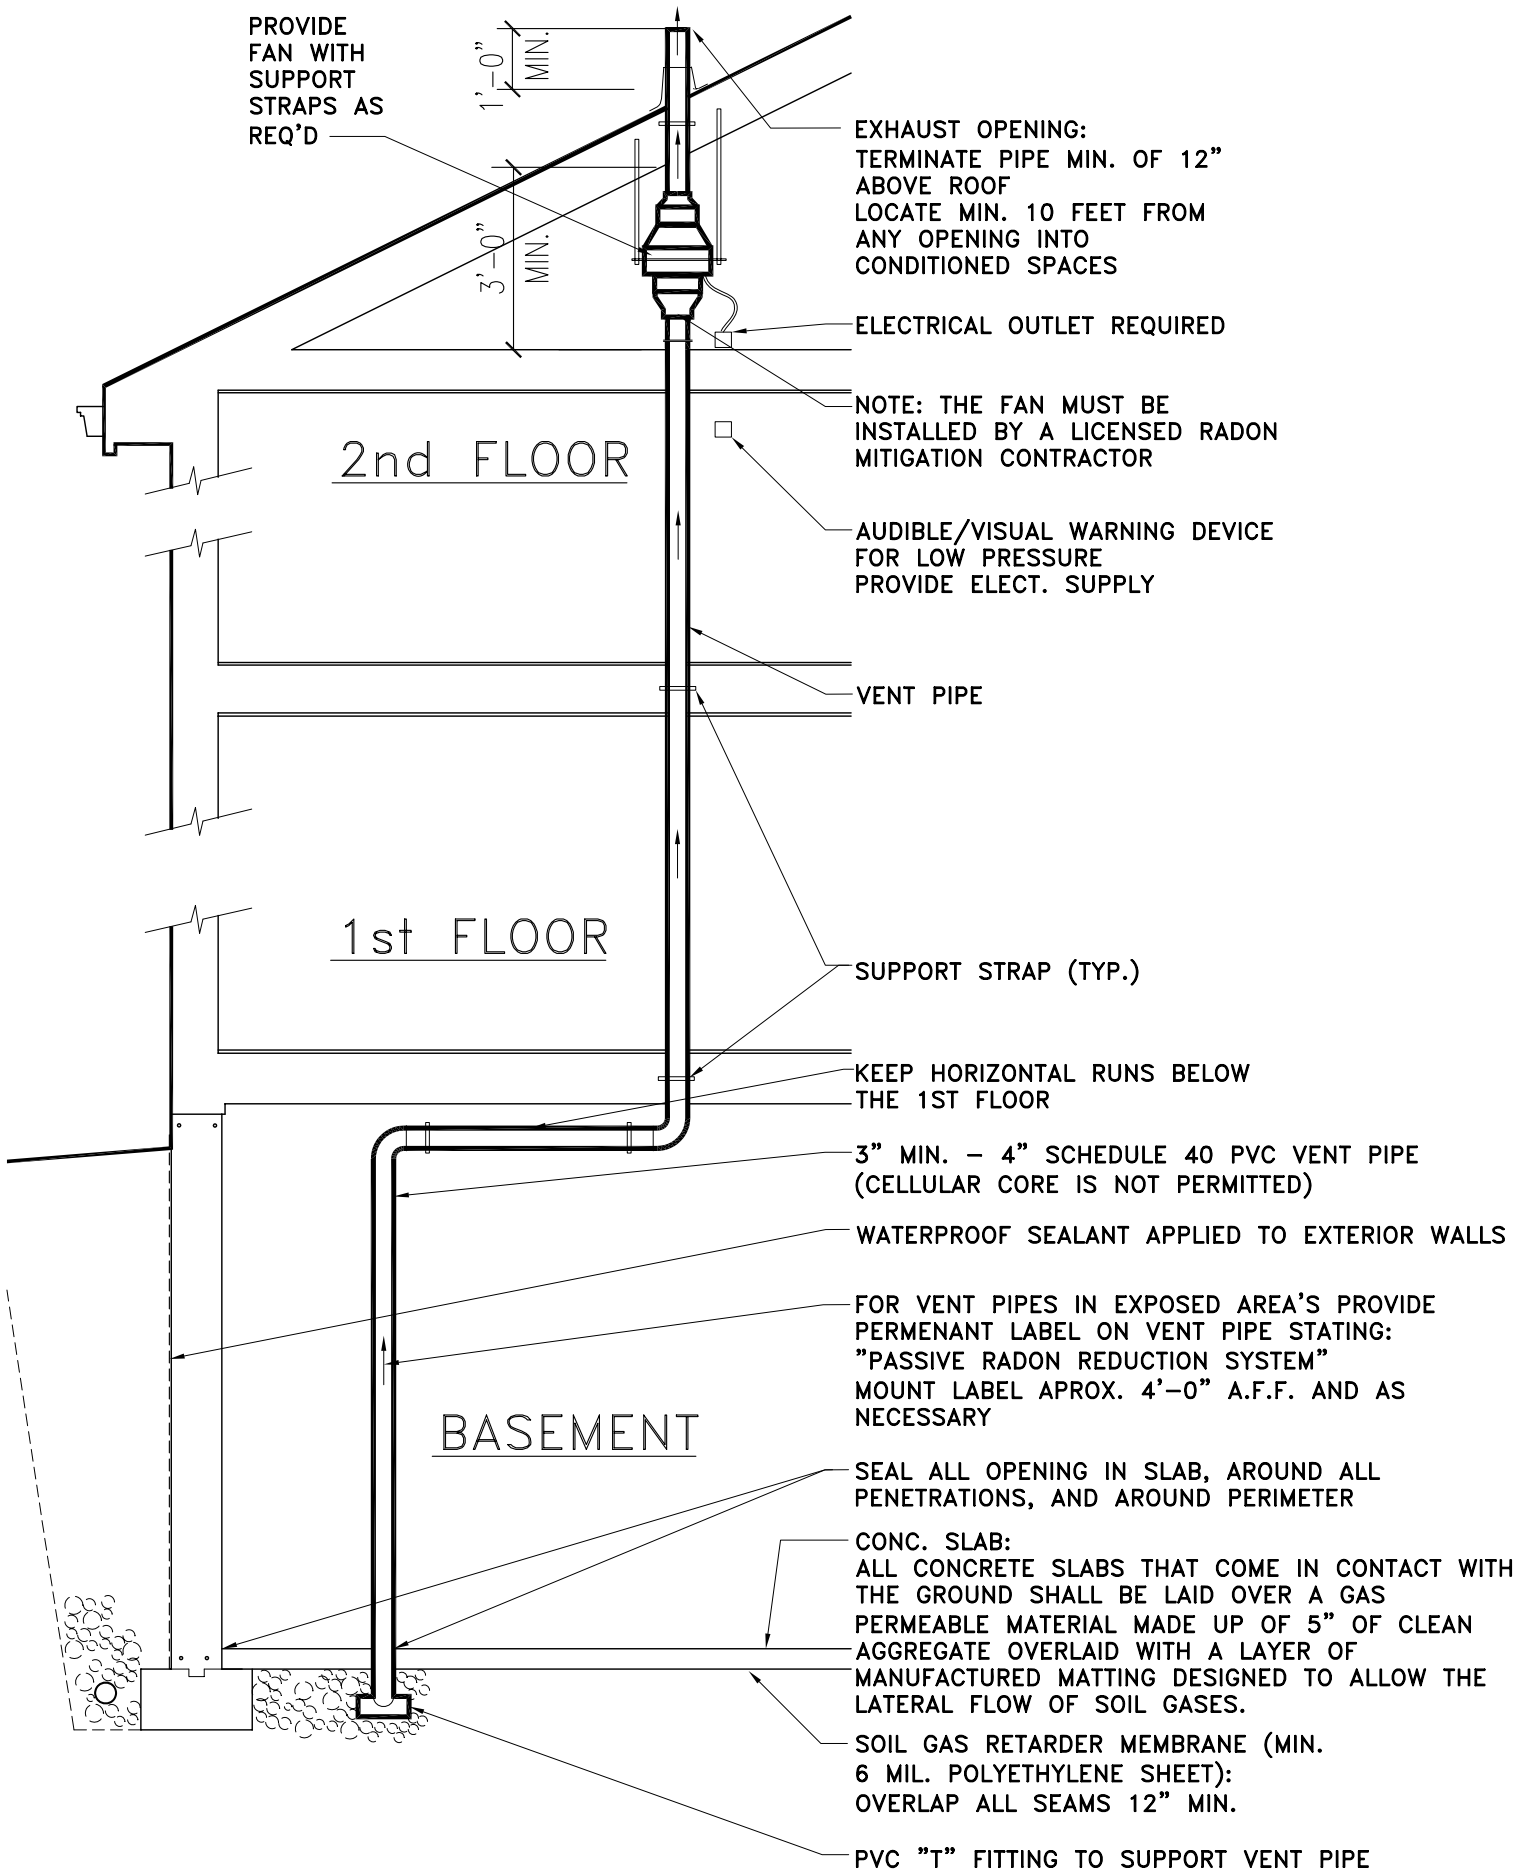 PROVIDE
FAN WITH
SUPPORT
STRAPS AS
REQ'D
1'-0"
MIN.
3'-0"
MIN.
EXHAUST OPENING:
TERMINATE PIPE MIN. OF 12"
ABOVE ROOF
LOCATE MIN. 10 FEET FROM
ANY OPENING INTO
CONDITIONED SPACES
ELECTRICAL OUTLET REQUIRED
NOTE: THE FAN MUST BE
INSTALLED BY A LICENSED RADON
MITIGATION CONTRACTOR
2nd FLOOR
AUDIBLE/VISUAL WARNING DEVICE
FOR LOW PRESSURE
PROVIDE ELECT. SUPPLY
VENT PIPE
1st FLOOR
SUPPORT STRAP (TYP.)
KEEP HORIZONTAL RUNS BELOW
THE 1ST FLOOR
3" MIN. - 4" SCHEDULE 40 PVC VENT PIPE
(CELLULAR CORE IS NOT PERMITTED)
WATERPROOF SEALANT APPLIED TO EXTERIOR WALLS
FOR VENT PIPES IN EXPOSED AREA'S PROVIDE
PERMENANT LABEL ON VENT PIPE STATING:
"PASSIVE RADON REDUCTION SYSTEM"
MOUNT LABEL APROX. 4'-0" A.F.F. AND AS
NECESSARY
BASEMENT
SEAL ALL OPENING IN SLAB, AROUND ALL
PENETRATIONS, AND AROUND PERIMETER
CONC. SLAB:
ALL CONCRETE SLABS THAT COME IN CONTACT WITH
THE GROUND SHALL BE LAID OVER A GAS
PERMEABLE MATERIAL MADE UP OF 5" OF CLEAN
AGGREGATE OVERLAID WITH A LAYER OF
MANUFACTURED MATTING DESIGNED TO ALLOW THE
LATERAL FLOW OF SOIL GASES.
SOIL GAS RETARDER MEMBRANE (MIN.
6 MIL. POLYETHYLENE SHEET):
OVERLAP ALL SEAMS 12" MIN.
PVC "T" FITTING TO SUPPORT VENT PIPE